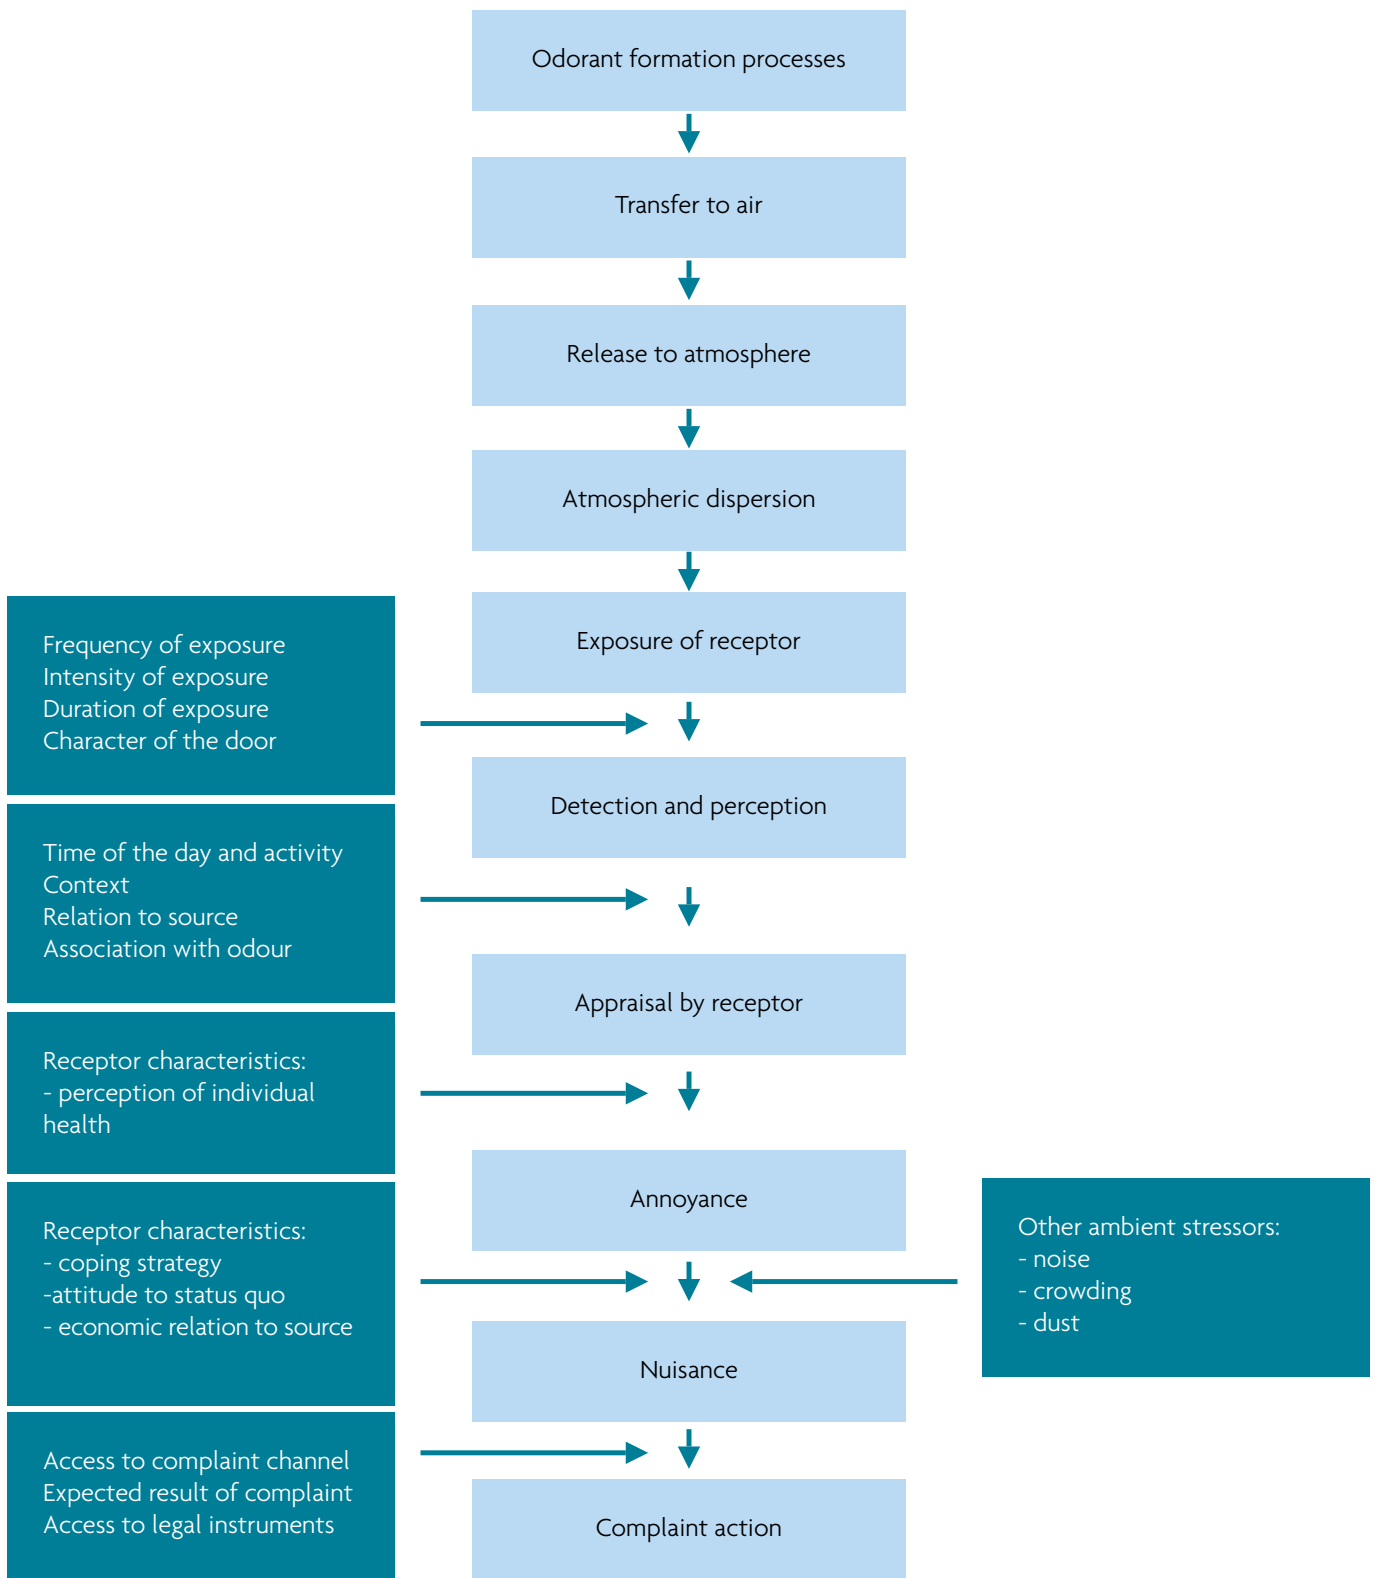 Odorant formation processes
Transfer to air
Release to atmosphere
Atmospheric dispersion
Exposure of receptor
Frequency of exposure
Intensity of exposure
Duration of exposure
Character of the door
Detection and perception
Time of the day and activity
Context
Relation to source
Association with odour
Appraisal by receptor
Receptor characteristics:
- perception of individual
health
Annoyance
Receptor characteristics:
- coping strategy
-attitude to status quo
- economic relation to source
Other ambient stressors:
- noise
- crowding
- dust
Nuisance
Access to complaint channel
Expected result of complaint
Access to legal instruments
Complaint action